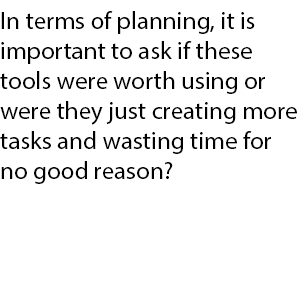 In terms of planning, it is
important to ask if these
tools were worth using or
were they just creating more
tasks and wasting time for
no good reason?